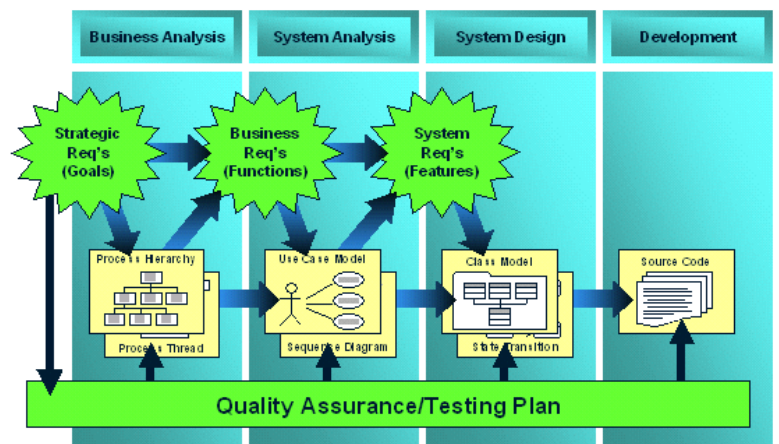 Business Analysis
System Analysis
System Design
Development
Strategic
Req's
(Goals)
Business
Req's
(Functions)
System
Req's
(Features)
Process Hierarchy
Process Thread
Use Case Model
Sequence Diagram
Class Model
State Transition
Source Code
Quality Assurance/Testing Plan